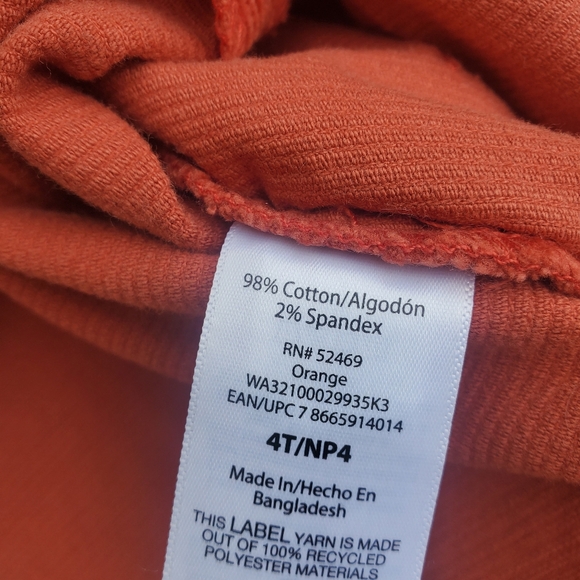 98% Cotton/Algodón
2% Spandex
RN# 52469
Orange
WA32100029935K3
EAN/UPC 7 8665914014
4T/NP4
Made In/Hecho En
Bangladesh
THIS LABEL YARN IS MADE
OUT OF 100% RECYCLED
POLYESTER MATERIALS